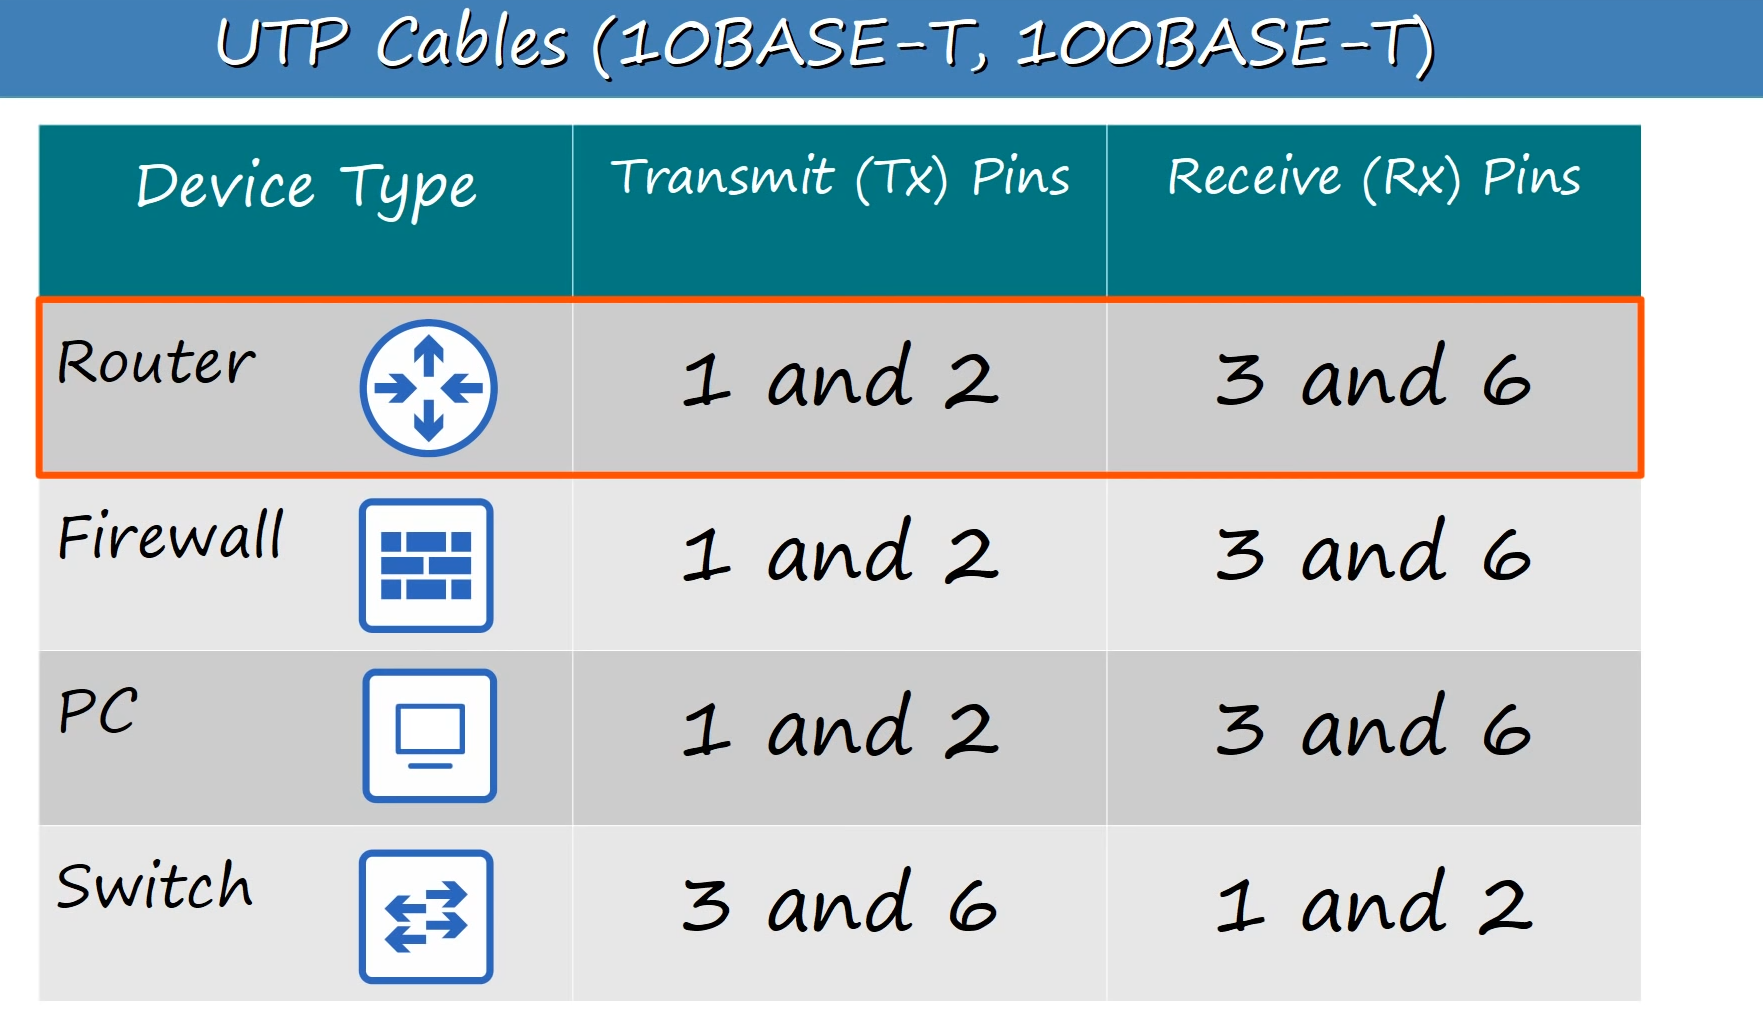 UTP Cables (10BASE-T, 100BASE-T)
Device Type Transmit (Tx) Pins Receive (Rx) Pins
Router 1 and 2 3 and 6
Firewall 1 and 2 3 and 6
PC 1 and 2 3 and 6
Switch 3 and 6 1 and 2